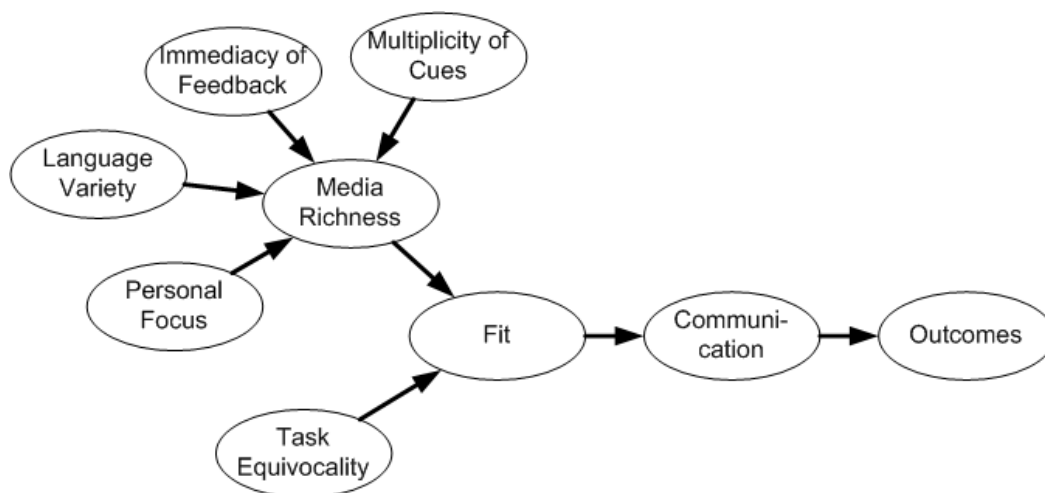 Immediacy of
Feedback
Multiplicity of
Cues
Language
Variety
Media
Richness
Personal
Focus
Fit
Communi-
cation
Outcomes
Task
Equivocality